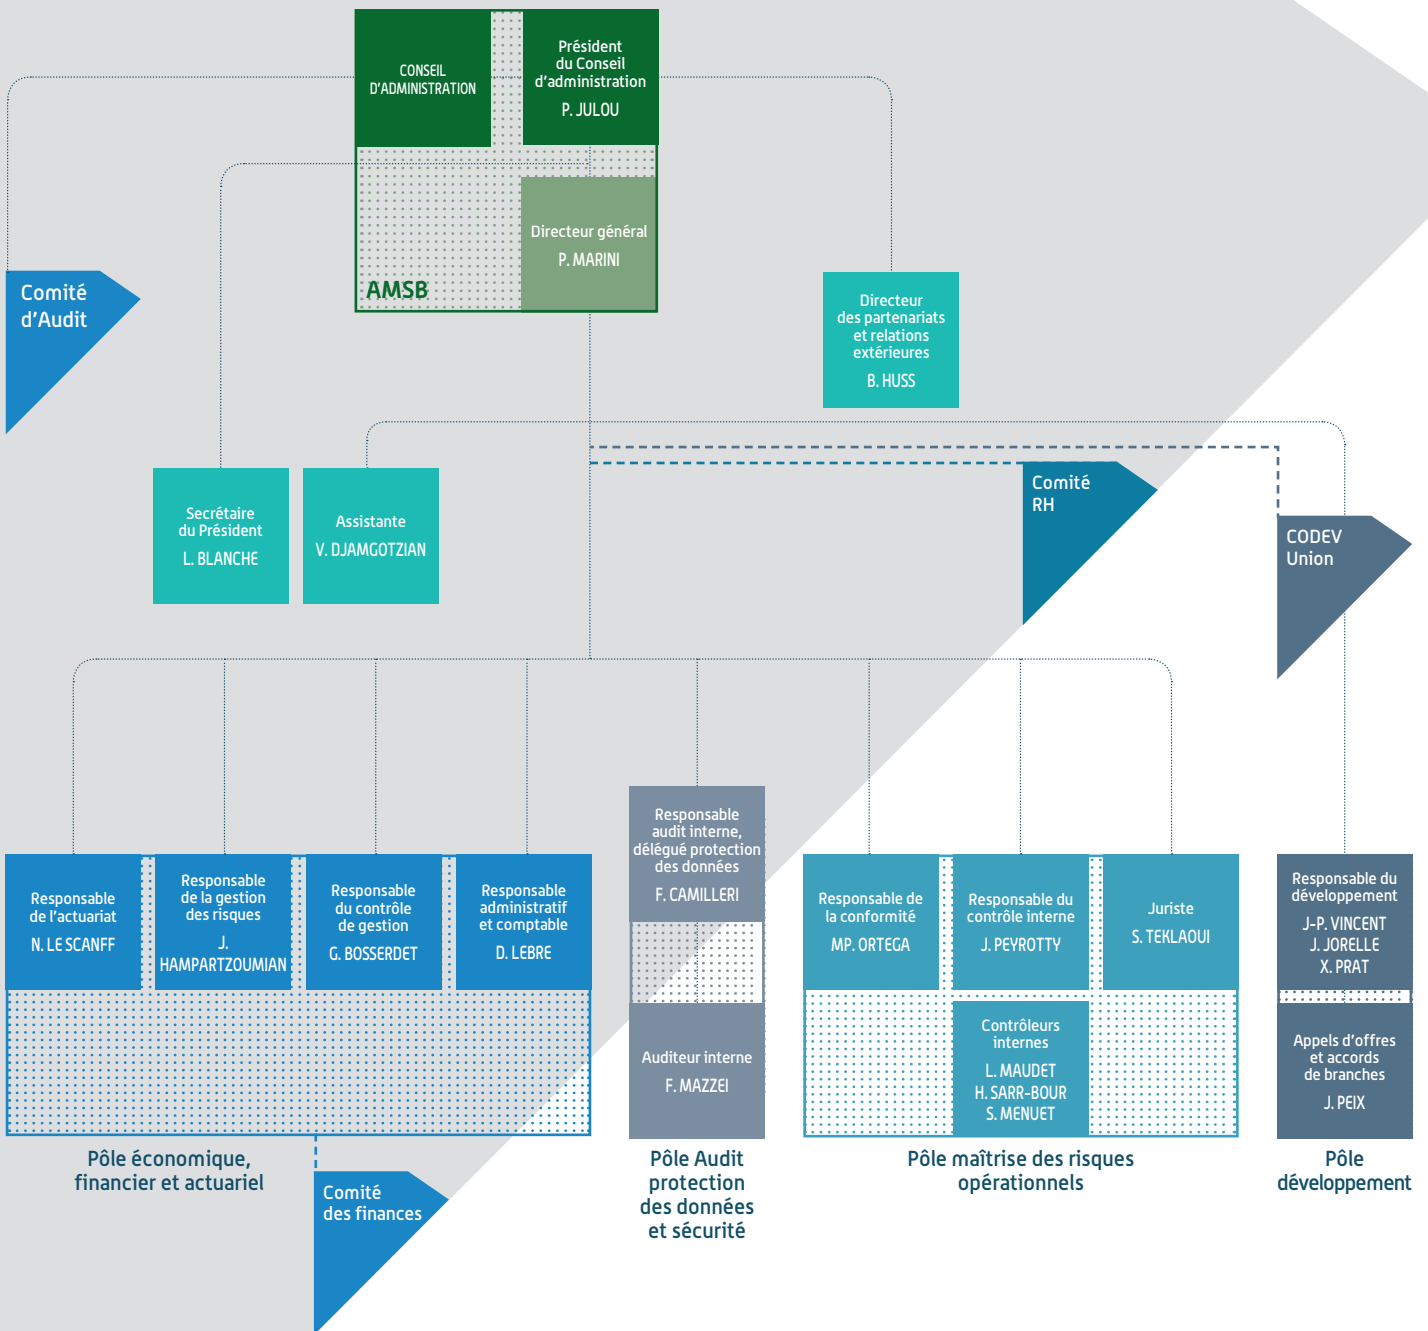 CONSEIL
D'ADMINISTRATION
Président
du Conseil
d'administration
P. JULOU
Directeur général
P. MARINI
AMSB
Comité
d'Audit
Directeur
des partenariats
et relations
extérieures
B. HUSS
Secrétaire
du Président
L. BLANCHE
Assistante
V. DJAMGOTZIAN
Comité
RH
CODEV
Union
Responsable
de l'actuariat
N. LE SCANFF
Responsable
de la gestion
des risques
J.
HAMPARTZOUMIAN
Responsable
du contrôle
de gestion
G. BOSSERDET
Responsable
administratif
et comptable
D. LEBRE
Responsable
audit interne,
délégué protection
des données
F. CAMILLERI
Auditeur interne
F. MAZZEI
Responsable de
la conformité
MP. ORTEGA
Responsable du
contrôle interne
J. PEYROTTY
Juriste
S. TEKLAOUI
Contrôleurs
internes
L. MAUDET
H. SARR-BOUR
S. MENUET
Responsable du
développement
J-P. VINCENT
J. JORELLE
X. PRAT
Appels d'offres
et accords
de branches
J. PEIX
Pôle économique,
financier et actuariel
Comité
des finances
Pôle Audit
protection
des données
et sécurité
Pôle maîtrise des risques
opérationnels
Pôle
développement